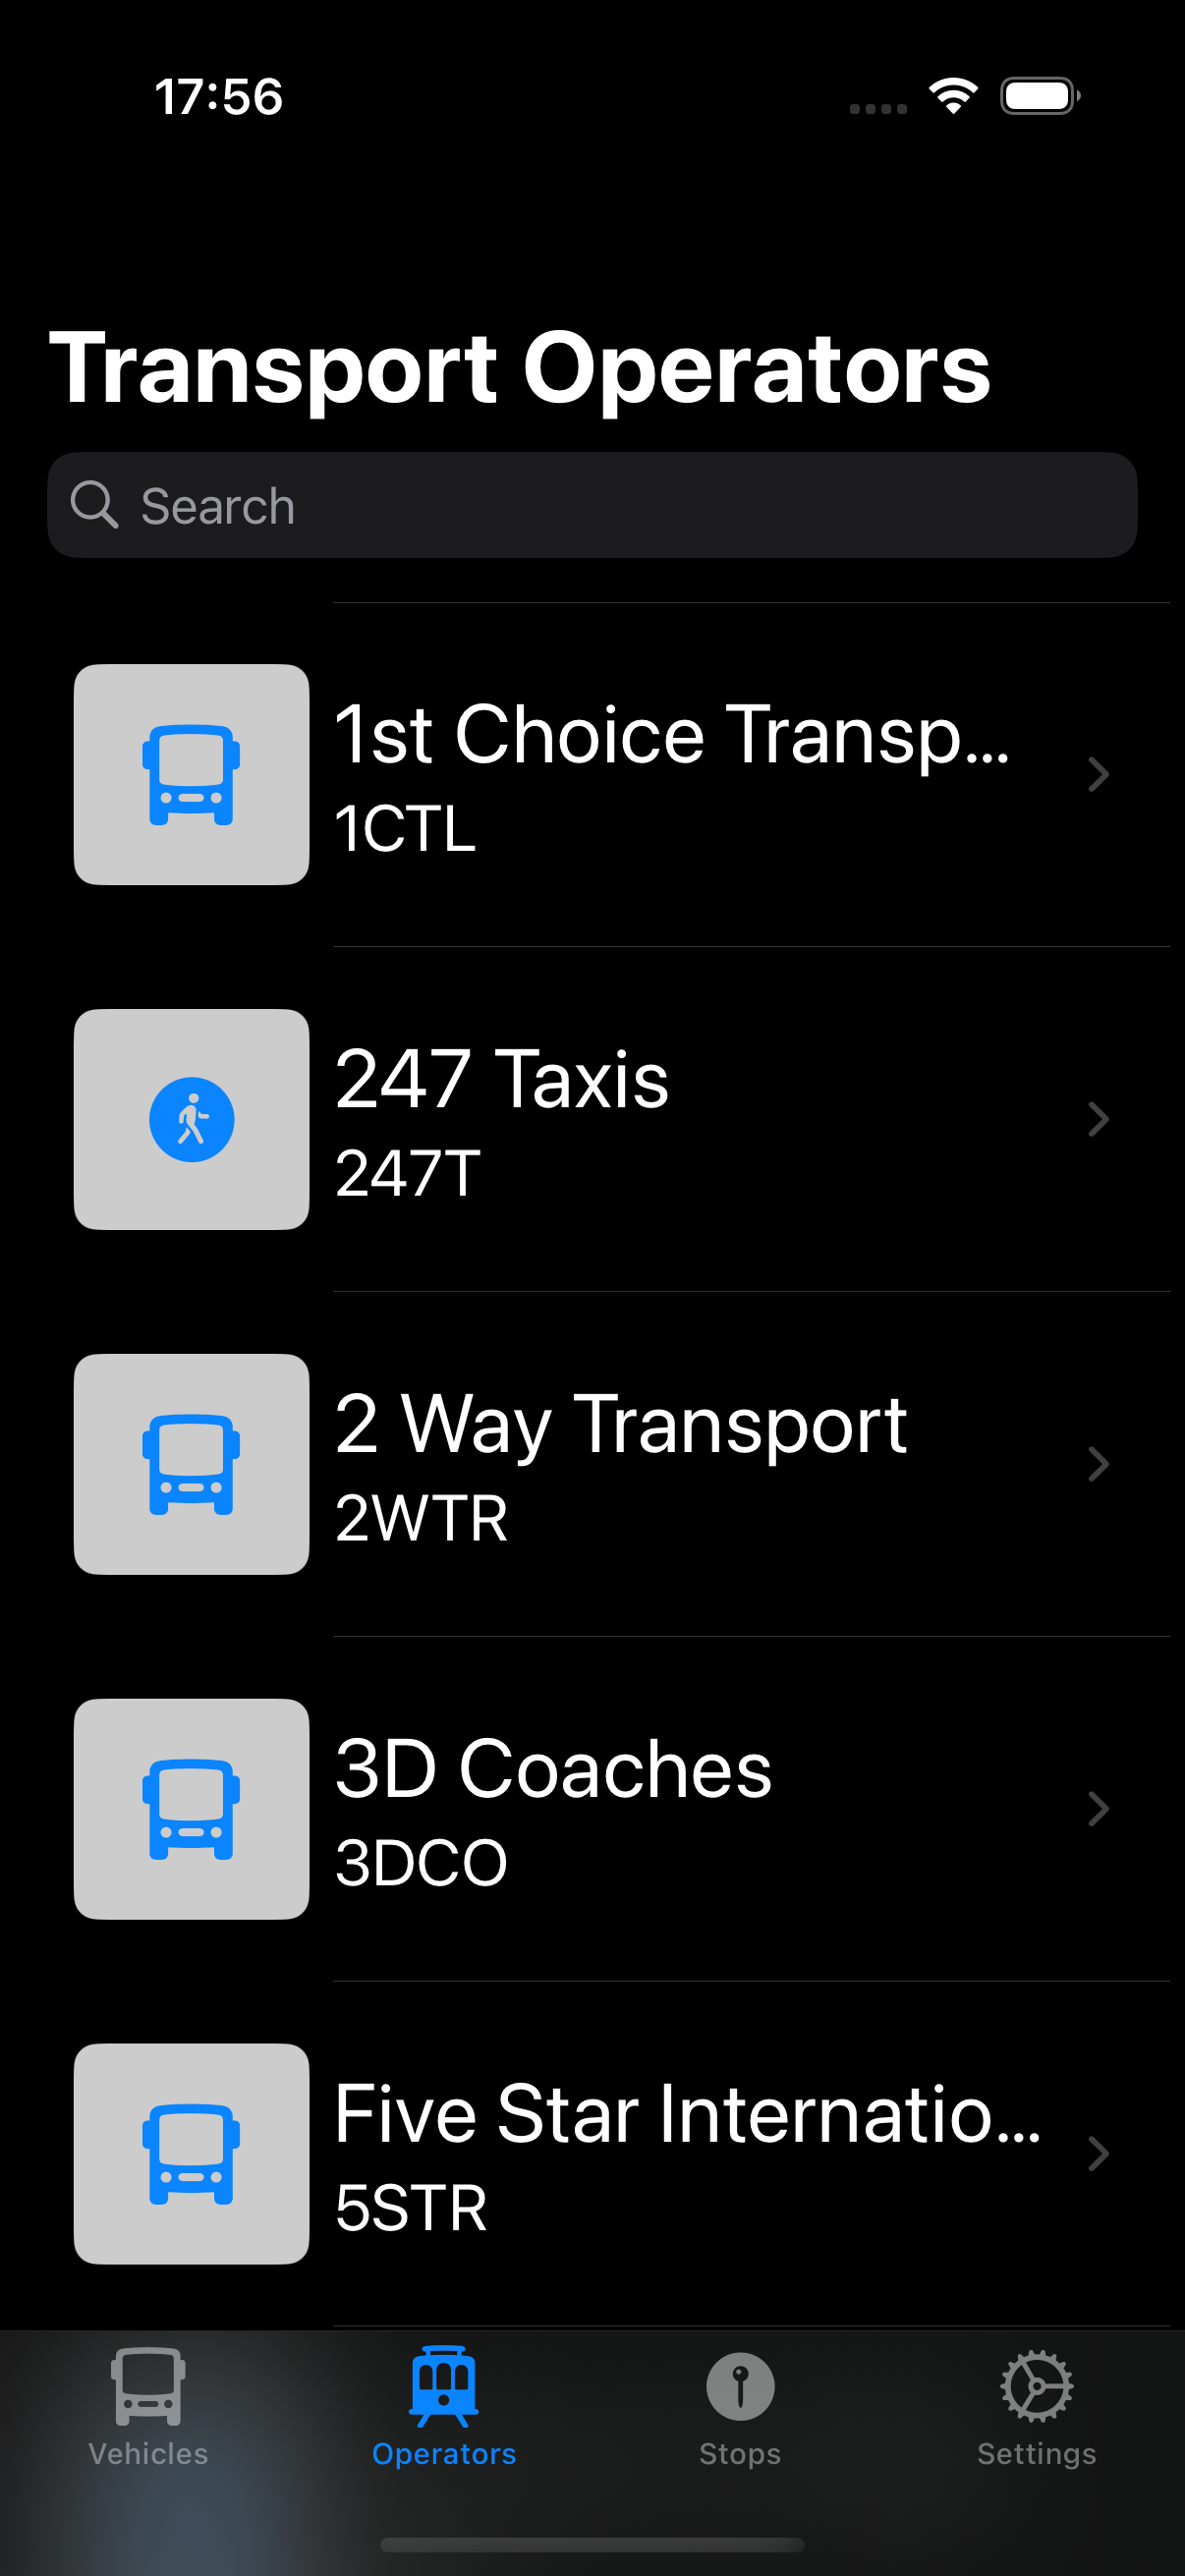 17:56
Transport Operators
Search
1st Choice Transp...
1CTL
247 Taxis
247T
2 Way Transport
2WTR
3D Coaches
3DCO
Five Star Internatio...
5STR
Vehicles
Operators
Stops
Settings